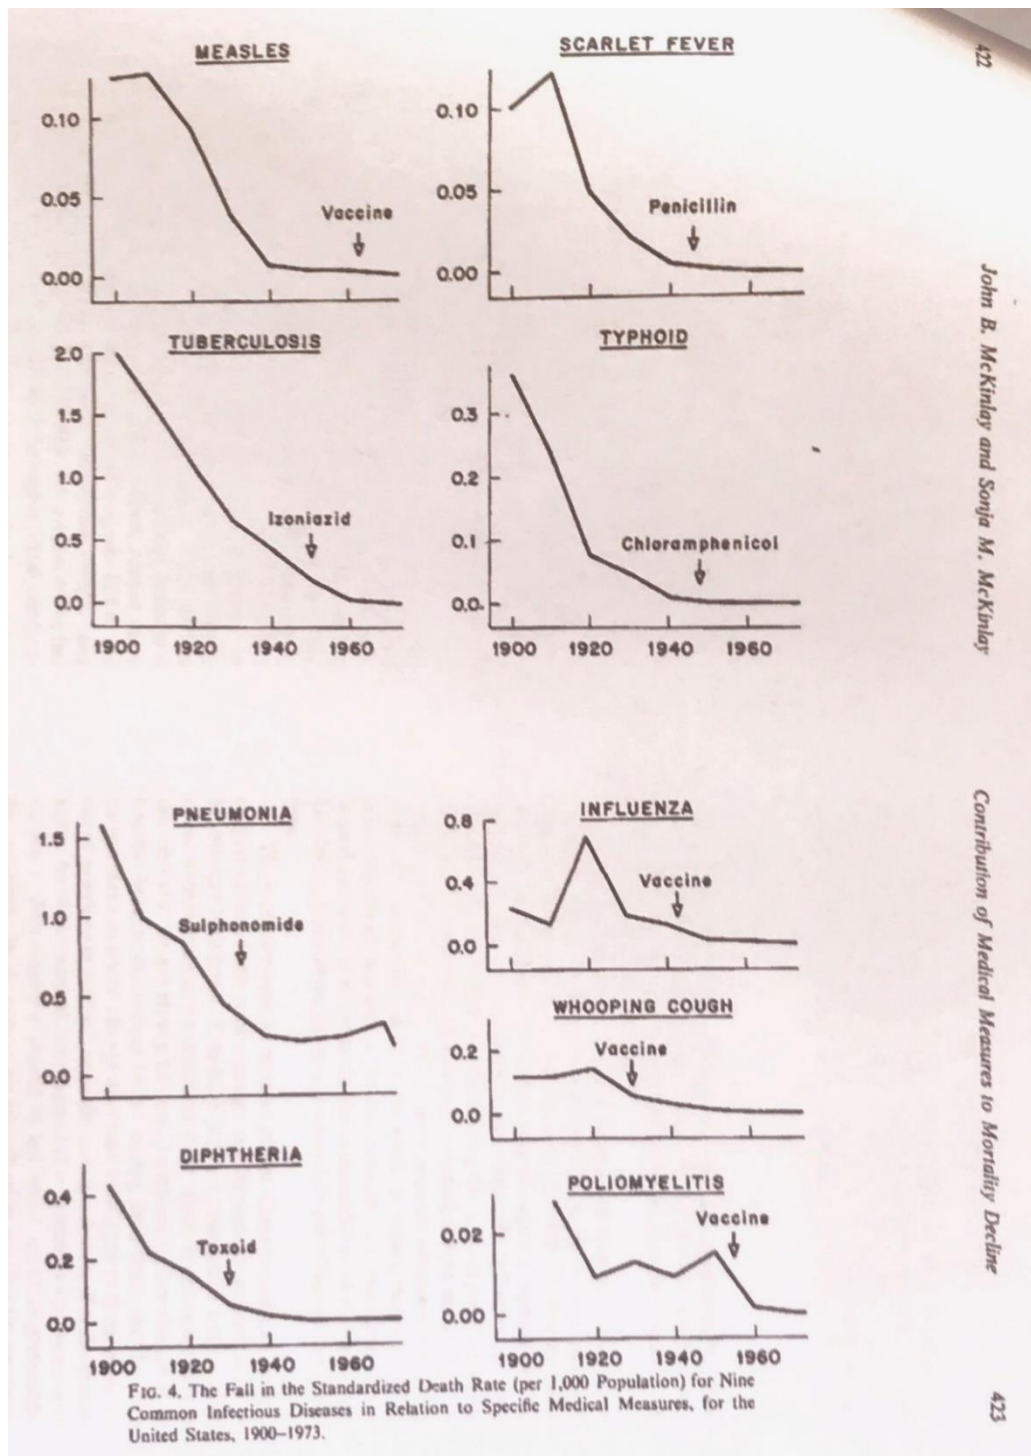 422
John B. McKinlay and Sonja M. McKinlay
MEASLES
0.10
0.05
0.00
Vaccine
SCARLET FEVER
0.10
0.05
0.00
Penicillin
TUBERCULOSIS
2.0
1.5
1.0
0.5
0.0
Izoniazid
1900 1920 1940 1960
TYPHOID
0.3
0.2
0.1
0.0
Chloramphenicol
1900 1920 1940 1960
Contribution of Medical Measures to Mortality Decline
423
PNEUMONIA
1.5
1.0
0.5
0.0
Sulphonomide
INFLUENZA
0.8
0.4
0.0
Vaccine
WHOOPING COUGH
0.2
0.0
Vaccine
DIPHTHERIA
0.4
0.2
0.0
Toxoid
1900 1920 1940 1960
POLIOMYELITIS
0.02
0.00
Vaccine
1900 1920 1940 1960
FIG. 4. The Fall in the Standardized Death Rate (per 1,000 Population) for Nine
Common Infectious Diseases in Relation to Specific Medical Measures, for the
United States, 1900–1973.